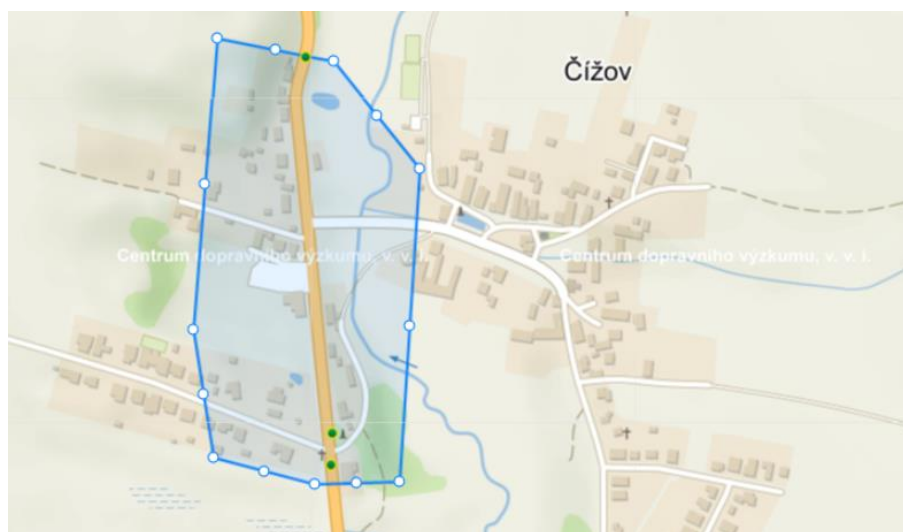 Čížov
Centrum dopravního výzkumu, v. v. i.
Centrum dopravního výzkumu, v. v. i.